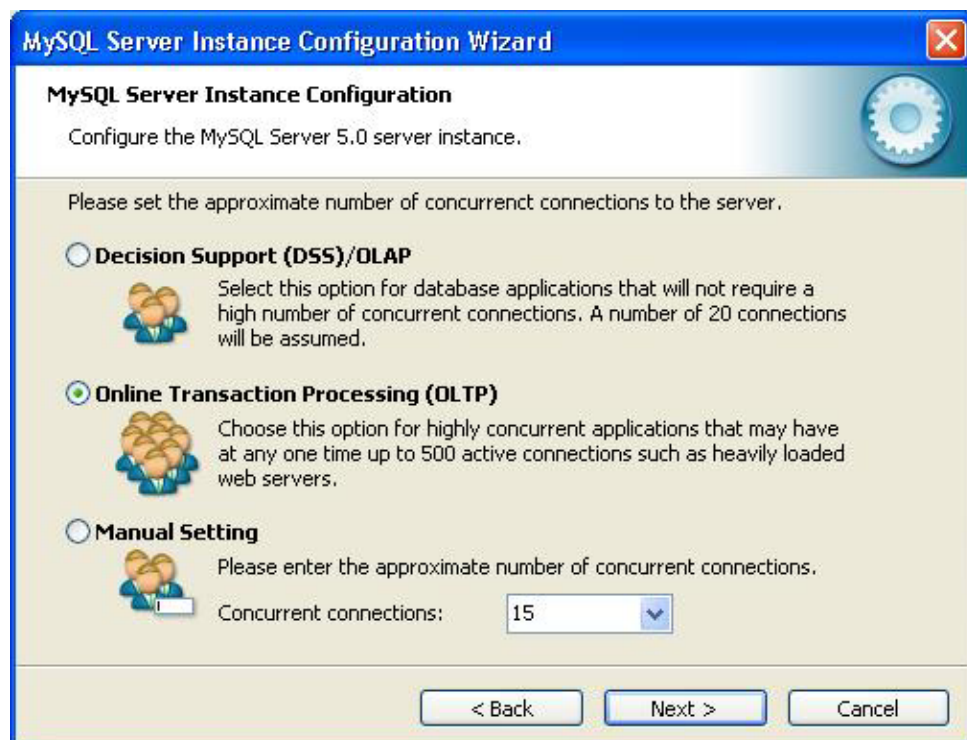 MySQL Server Instance Configuration Wizard
MySQL Server Instance Configuration
Configure the MySQL Server 5.0 server instance.
Please set the approximate number of concurrenct connections to the server.
Decision Support (DSS)/OLAP
Select this option for database applications that will not require a
high number of concurrent connections. A number of 20 connections
will be assumed.
Online Transaction Processing (OLTP)
Choose this option for highly concurrent applications that may have
at any one time up to 500 active connections such as heavily loaded
web servers.
Manual Setting
Please enter the approximate number of concurrent connections.
Concurrent connections: 15
< Back Next > Cancel